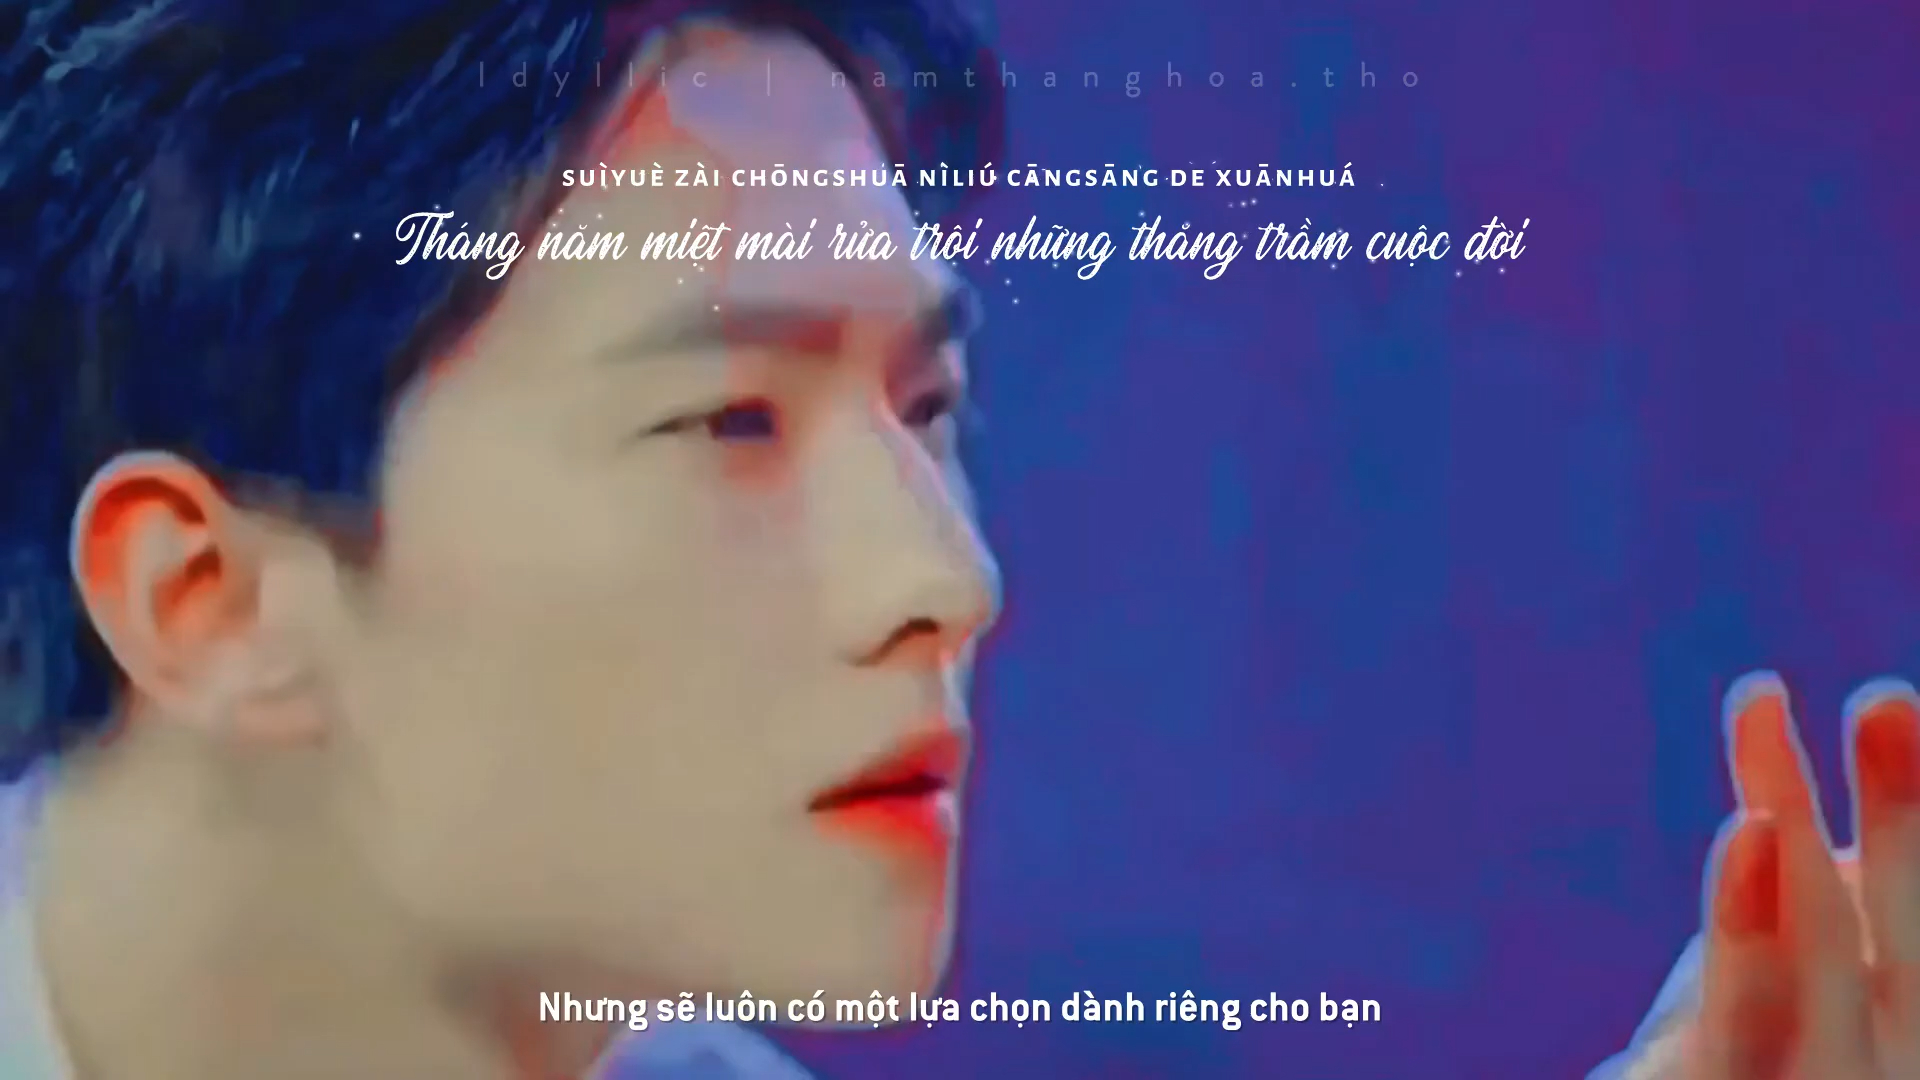 Idyllic | namthanghoa.tho
SUÌYUÈ ZÀI CHŌNGSHUĀ NÌLIÚ CĀNGSĀNG DE XUĀNHUÁ
Tháng năm miệt mài rửa trôi những thăng trầm cuộc đời
Nhưng sẽ luôn có một lựa chọn dành riêng cho bạn